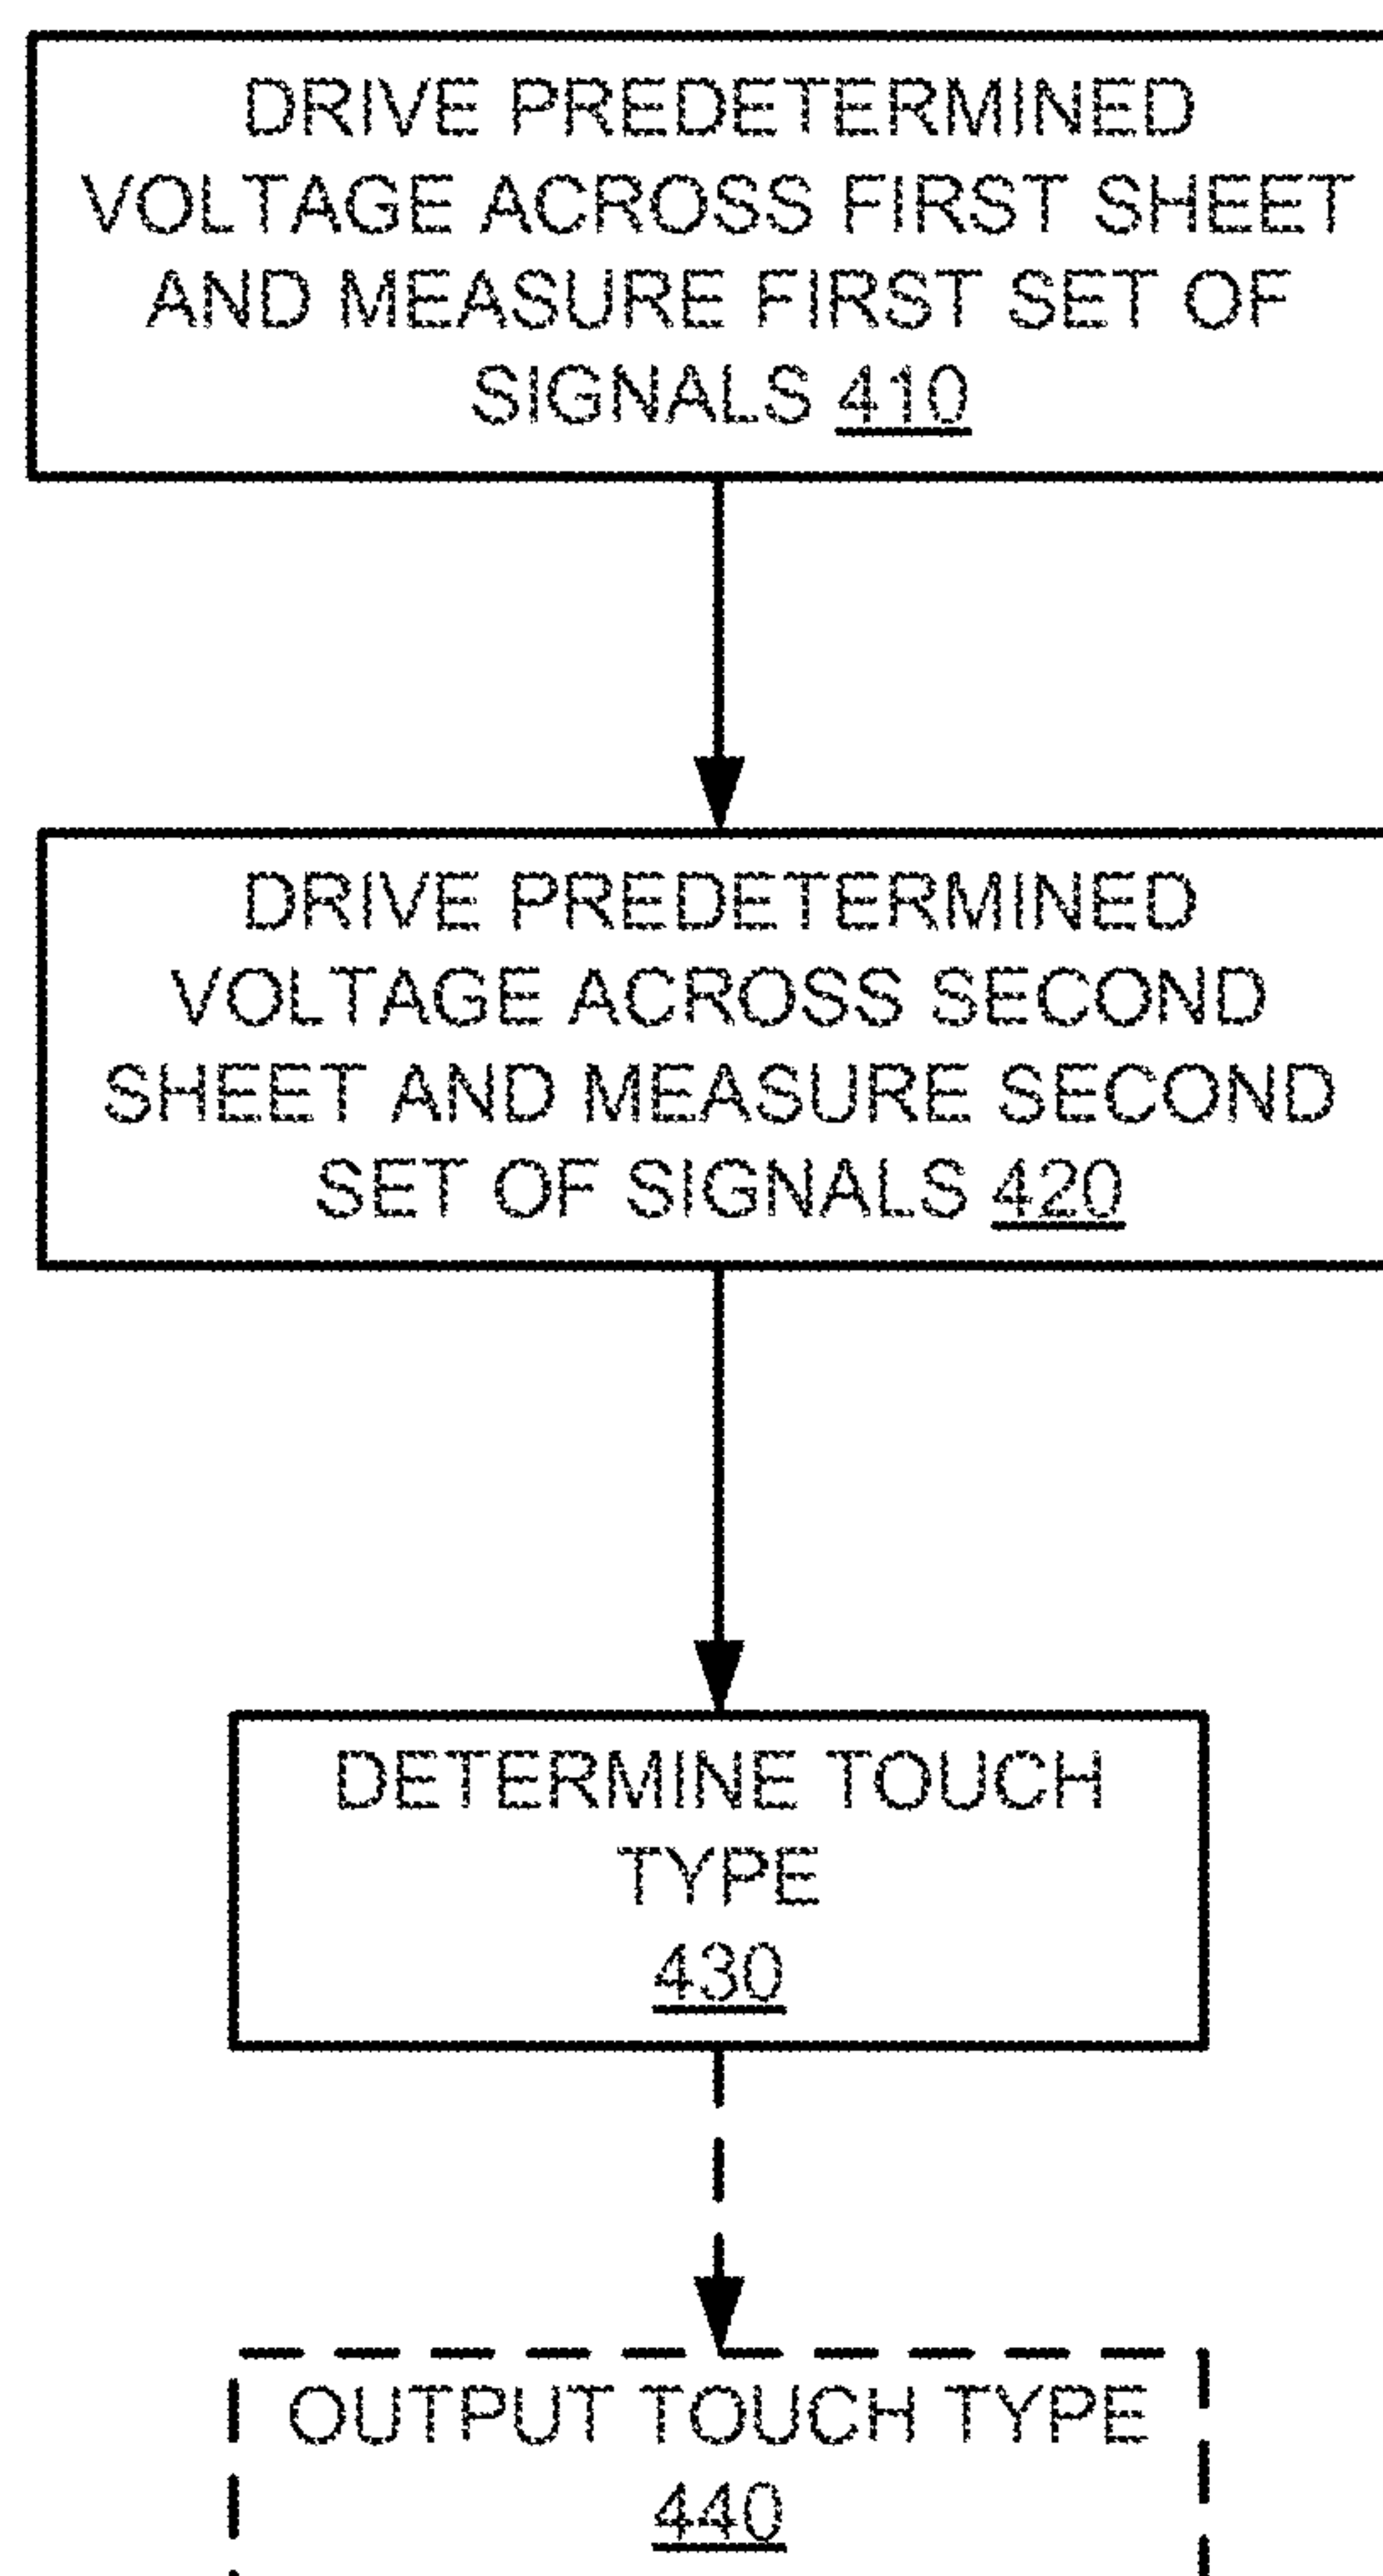 DRIVE PREDETERMINED
VOLTAGE ACROSS FIRST SHEET
AND MEASURE FIRST SET OF
SIGNALS 410
DRIVE PREDETERMINED
VOLTAGE ACROSS SECOND
SHEET AND MEASURE SECOND
SET OF SIGNALS 420
DETERMINE TOUCH
TYPE
430
OUTPUT TOUCH TYPE
440